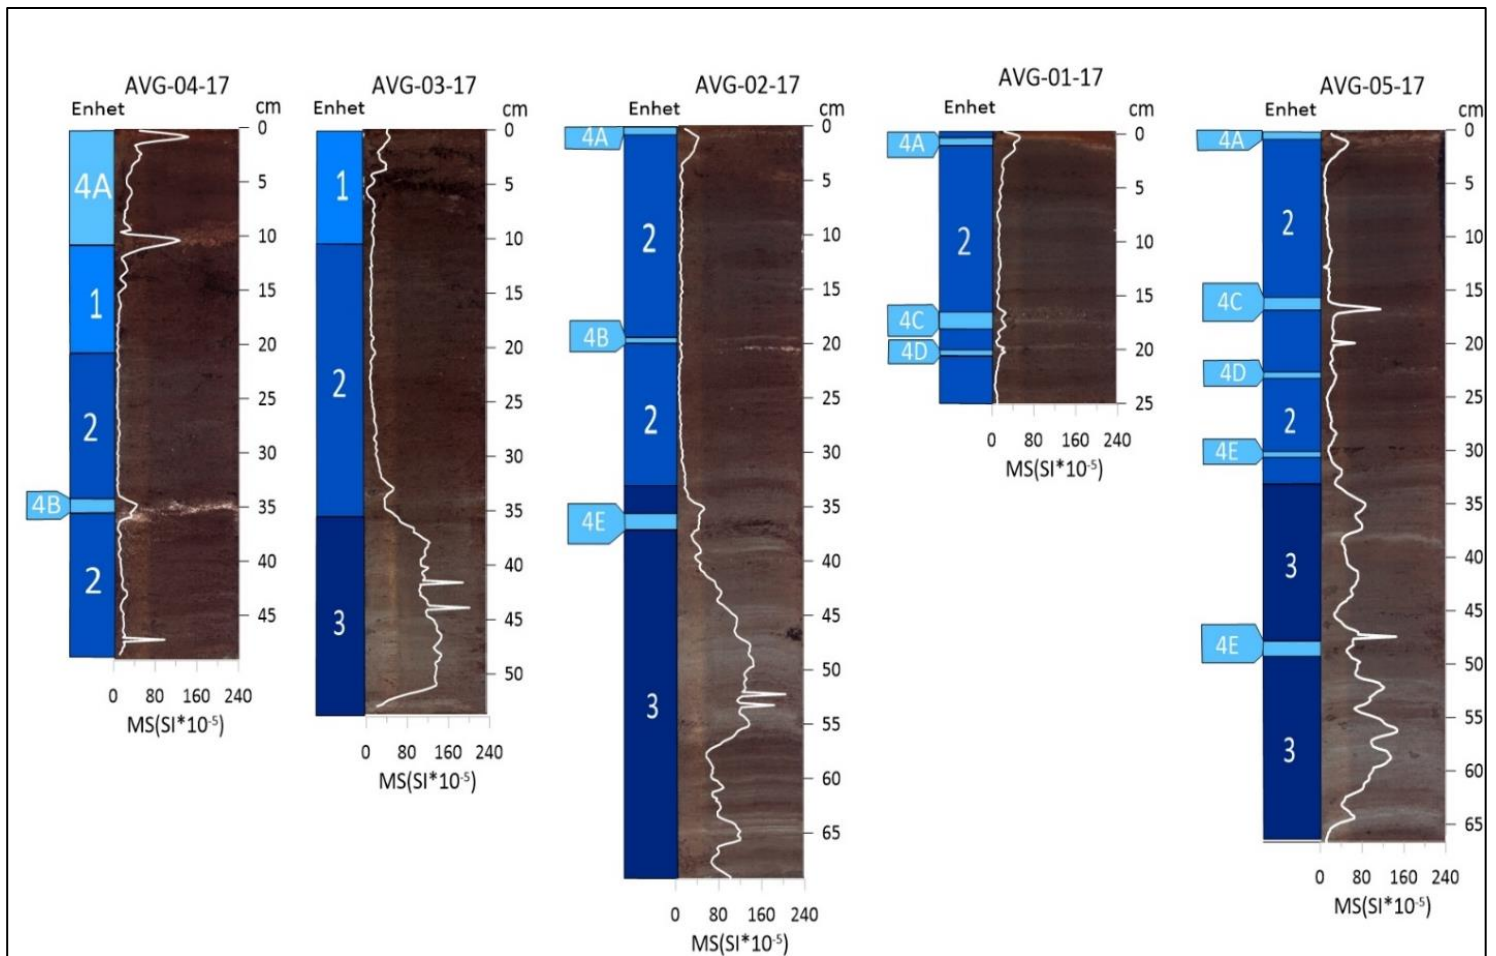 AVG-04-17
Enhet
cm
4A
1
2
4B
2
0
5
10
15
20
25
30
35
40
45
0 80 160 240
MS(SI*10⁻⁵)
AVG-03-17
Enhet
cm
1
2
3
0
5
10
15
20
25
30
35
40
45
50
0 80 160 240
MS(SI*10⁻⁵)
AVG-02-17
Enhet
cm
4A
2
4B
2
4E
3
0
5
10
15
20
25
30
35
40
45
50
55
60
65
0 80 160 240
MS(SI*10⁻⁵)
AVG-01-17
Enhet
cm
4A
2
4C
4D
0
5
10
15
20
25
0 80 160 240
MS(SI*10⁻⁵)
AVG-05-17
Enhet
cm
4A
2
4C
4D
2
4E
3
4E
3
0
5
10
15
20
25
30
35
40
45
50
55
60
65
0 80 160 240
MS(SI*10⁻⁵)